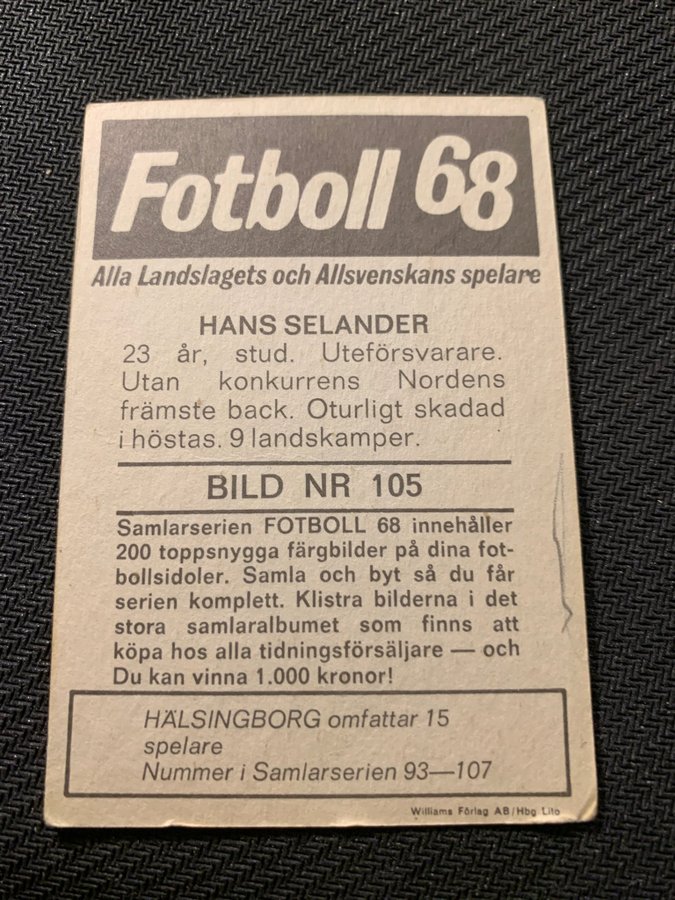 Fotboll 68
Alla Landslagets och Allsvenskans spelare
HANS SELANDER
23 år, stud. Uteförsvarare.
Utan konkurrens Nordens
främste back. Oturligt skadad
i höstas. 9 landskamper.
BILD NR 105
Samlarserien FOTBOLL 68 innehåller
200 toppsnygga färgbilder på dina fot-
bollsidoler. Samla och byt så du får
serien komplett. Klistra bilderna i det
stora samlaralbumet som finns att
köpa hos alla tidningsförsäljare — och
Du kan vinna 1.000 kronor!
HÄLSINGBORG omfattar 15
spelare
Nummer i Samlarserien 93—107
Williams Förlag AB/Hbg Lito